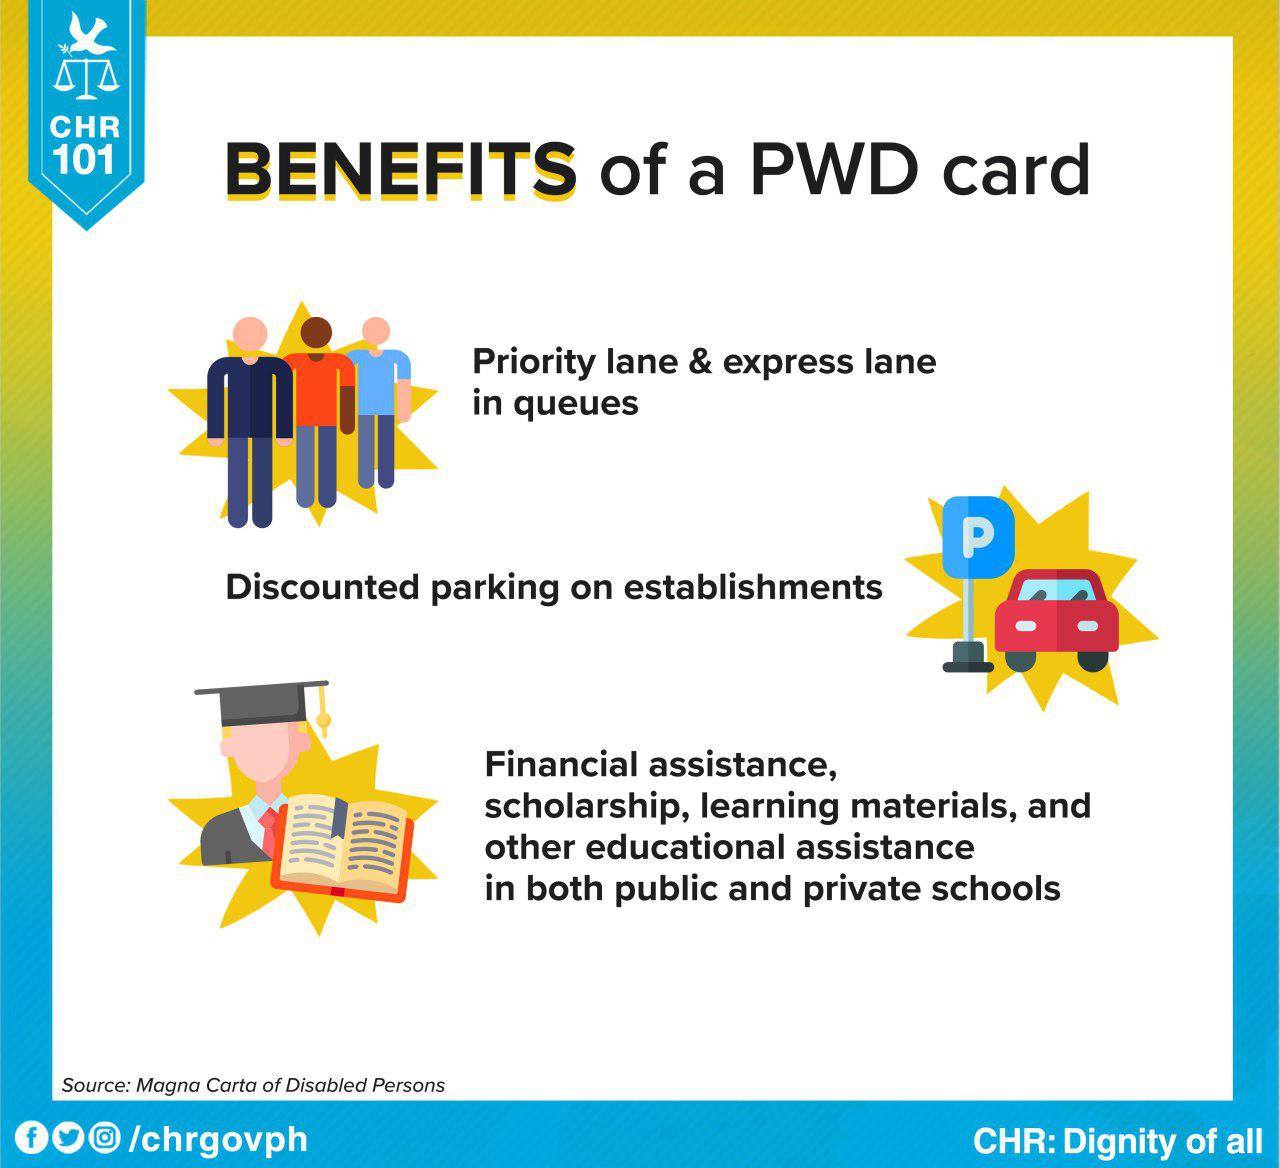 CHR
101
BENEFITS of a PWD card
Priority lane & express lane
in queues
P
Discounted parking on establishments
Financial assistance,
scholarship, learning materials, and
other educational assistance
in both public and private schools
Source: Magna Carta of Disabled Persons
/chrgovph
CHR: Dignity of all